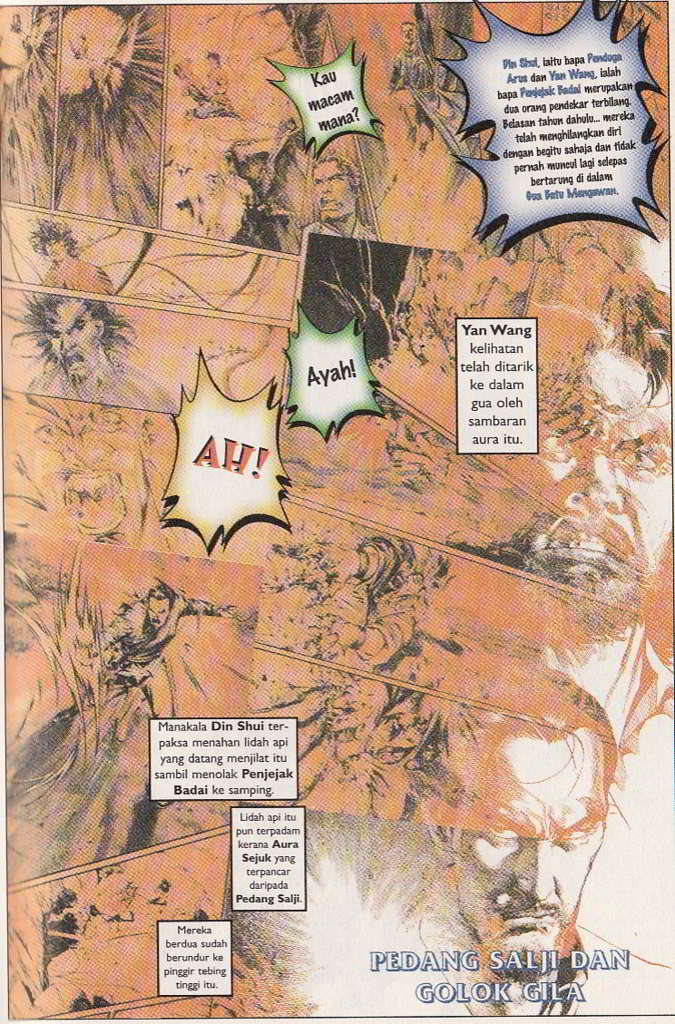 Kau
macam
mana?
Din Shui, iaitu bapa Pendoga
Arus dan Yan Wang, ialah
bapa Penjejak Badai merupakan
dua orang pendekar terbilang.
Belasan tahun dahulu... mereka
telah menghilangkan diri
dengan begitu sahaja dan tidak
pernah muncul lagi selepas
bertarung di dalam
Gua Batu Mengawan.
Yan Wang
kelihatan
telah ditarik
ke dalam
gua oleh
sambaran
aura itu.
Ayah!
AH!
Manakala Din Shui ter-
paksa menahan lidah api
yang datang menjilat itu
sambil menolak Penjejak
Badai ke samping.
Lidah api itu
pun terpadam
kerana Aura
Sejuk yang
terpancar
daripada
Pedang Salji.
Mereka
berdua sudah
berundur ke
pinggir tebing
tinggi itu.
PEDANG SALJI DAN
GOLOK GILA